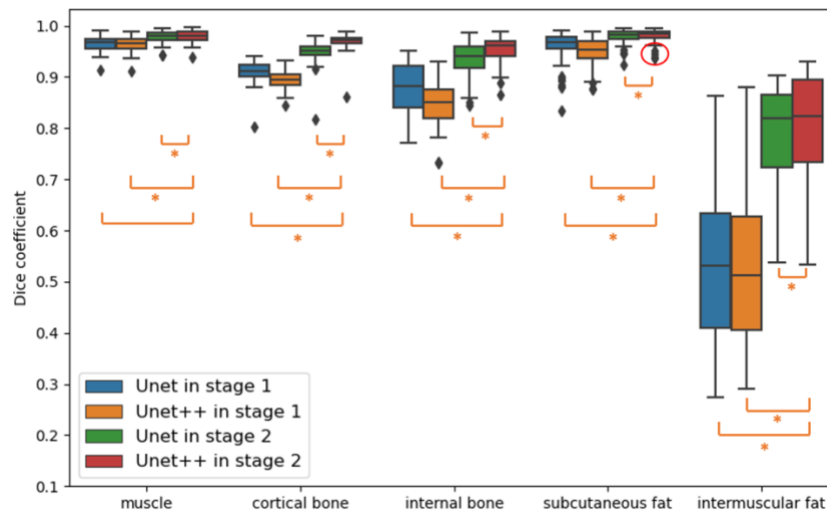 1.0
0.9
0.8
0.7
0.6
0.5
0.4
0.3
0.2
0.1
Dice coefficient
* * * * *
* * * *
* * *
*
*
*
Unet in stage 1
Unet++ in stage 1
Unet in stage 2
Unet++ in stage 2
muscle cortical bone internal bone subcutaneous fat intermuscular fat